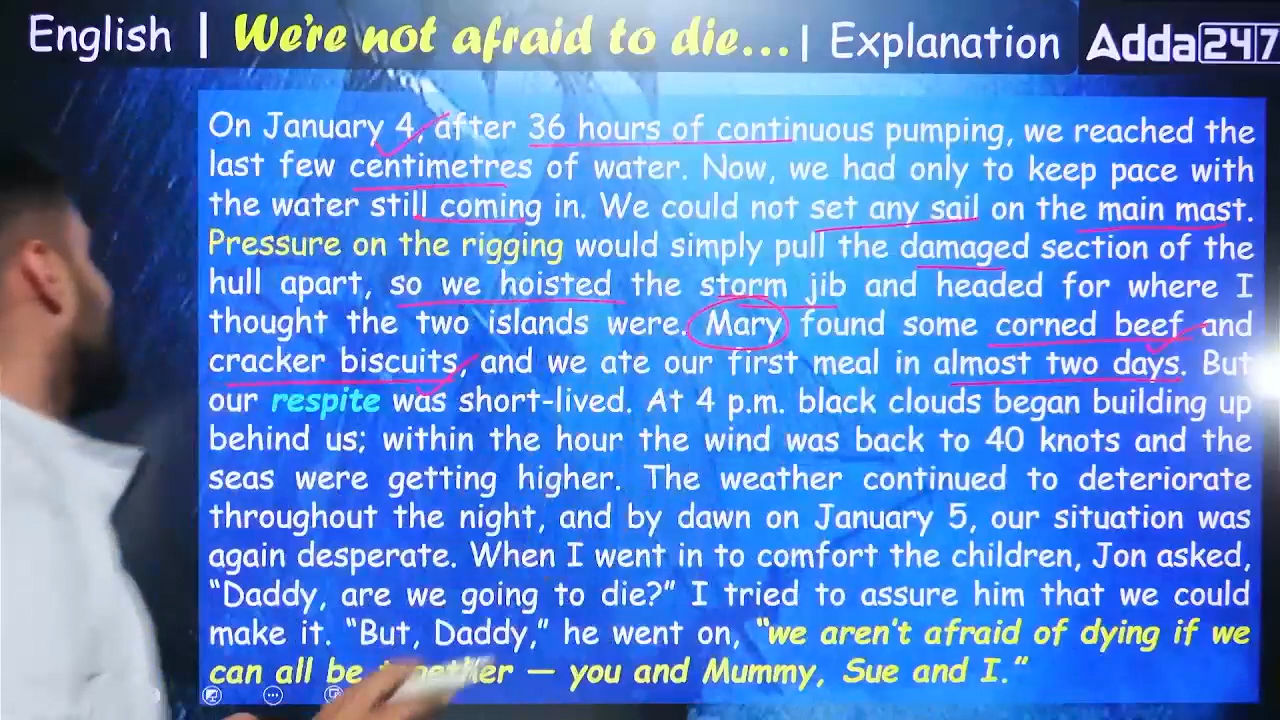 English | We're not afraid to die... | Explanation Adda247
On January 4, after 36 hours of continuous pumping, we reached the
last few centimetres of water. Now, we had only to keep pace with
the water still coming in. We could not set any sail on the main mast.
Pressure on the rigging would simply pull the damaged section of the
hull apart, so we hoisted the storm jib and headed for where I
thought the two islands were. Mary found some corned beef and
cracker biscuits, and we ate our first meal in almost two days. But
our respite was short-lived. At 4 p.m. black clouds began building up
behind us; within the hour the wind was back to 40 knots and the
seas were getting higher. The weather continued to deteriorate
throughout the night, and by dawn on January 5, our situation was
again desperate. When I went in to comfort the children, Jon asked,
“Daddy, are we going to die?” I tried to assure him that we could
make it. “But, Daddy,” he went on, “we aren’t afraid of dying if we
can all be together — you and Mummy, Sue and I.”